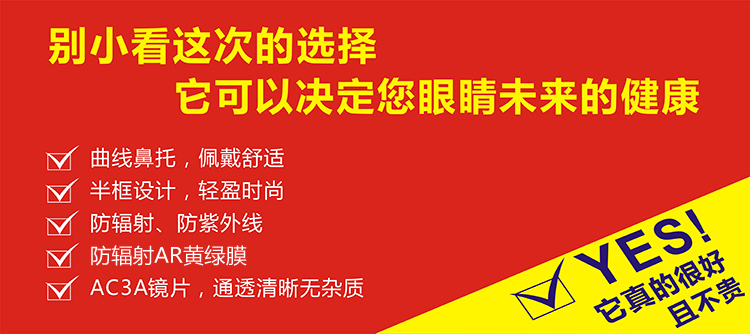 别小看这次的选择
它可以决定您眼睛未来的健康
曲线鼻托，佩戴舒适
半框设计，轻盈时尚
防辐射、防紫外线
防辐射AR黄绿膜
AC3A镜片，通透清晰无杂质
YES!
它真的很好
且不贵